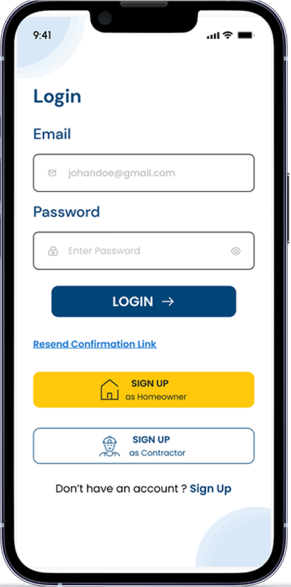 9:41
Login
Email
johandoe@gmail.com
Password
Enter Password
LOGIN →
Resend Confirmation Link
SIGN UP
as Homeowner
SIGN UP
as Contractor
Don't have an account ? Sign Up